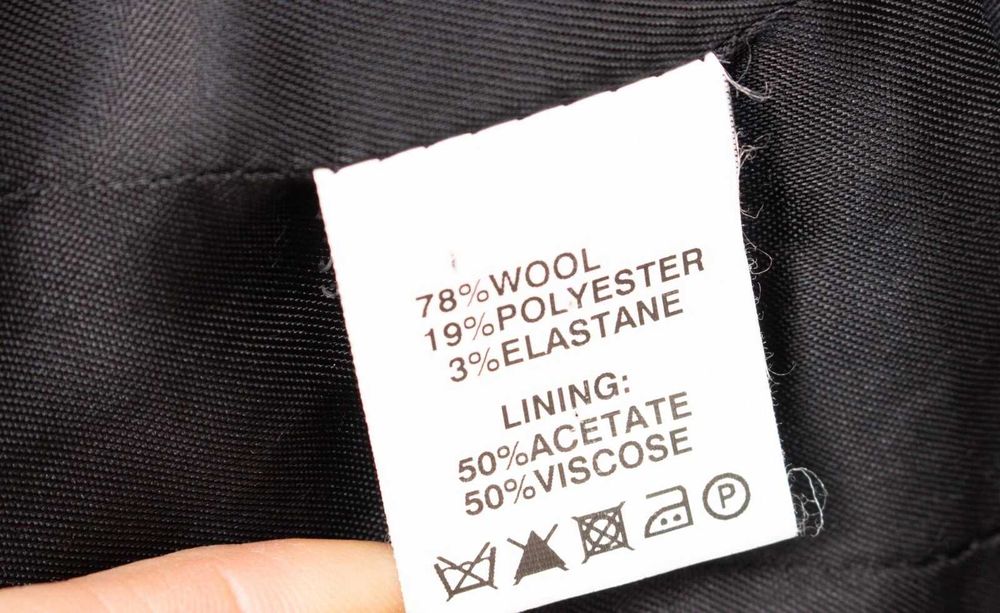 78%WOOL
19%POLYESTER
3%ELASTANE
LINING:
50%ACETATE
50%VISCOSE
P